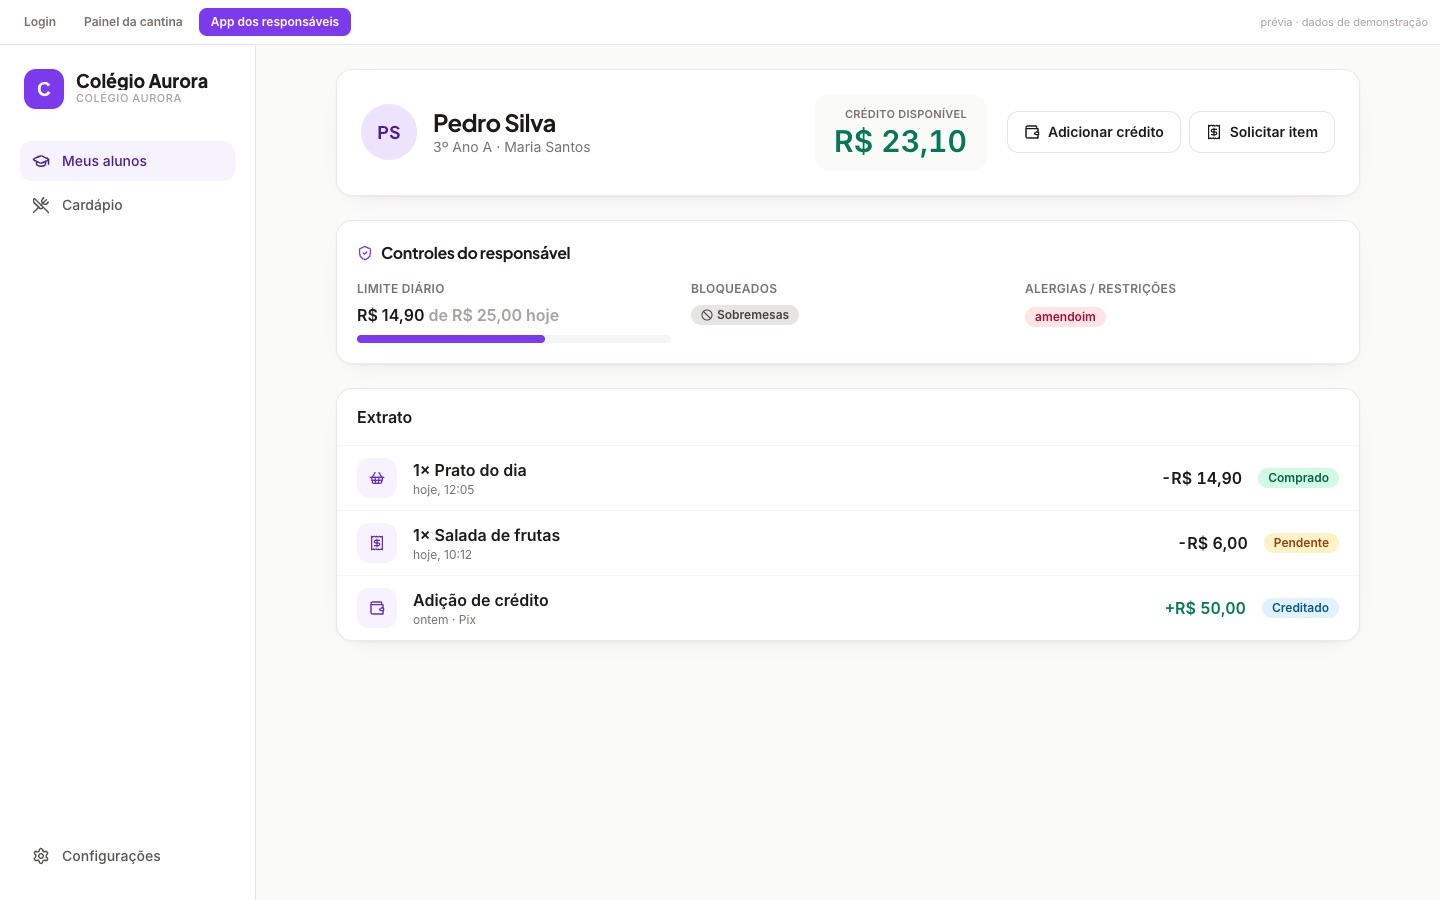 Login
Painel da cantina
App dos responsáveis
prévia · dados de demonstração
C
Colégio Aurora
COLÉGIO AURORA
Meus alunos
Cardápio
Configurações
PS
Pedro Silva
3º Ano A · Maria Santos
CRÉDITO DISPONÍVEL
R$ 23,10
Adicionar crédito
Solicitar item
Controles do responsável
LIMITE DIÁRIO
R$ 14,90 de R$ 25,00 hoje
BLOQUEADOS
Sobremesas
ALERGIAS / RESTRIÇÕES
amendoim
Extrato
1× Prato do dia
hoje, 12:05
-R$ 14,90
Comprado
1× Salada de frutas
hoje, 10:12
-R$ 6,00
Pendente
Adição de crédito
ontem · Pix
+R$ 50,00
Creditado